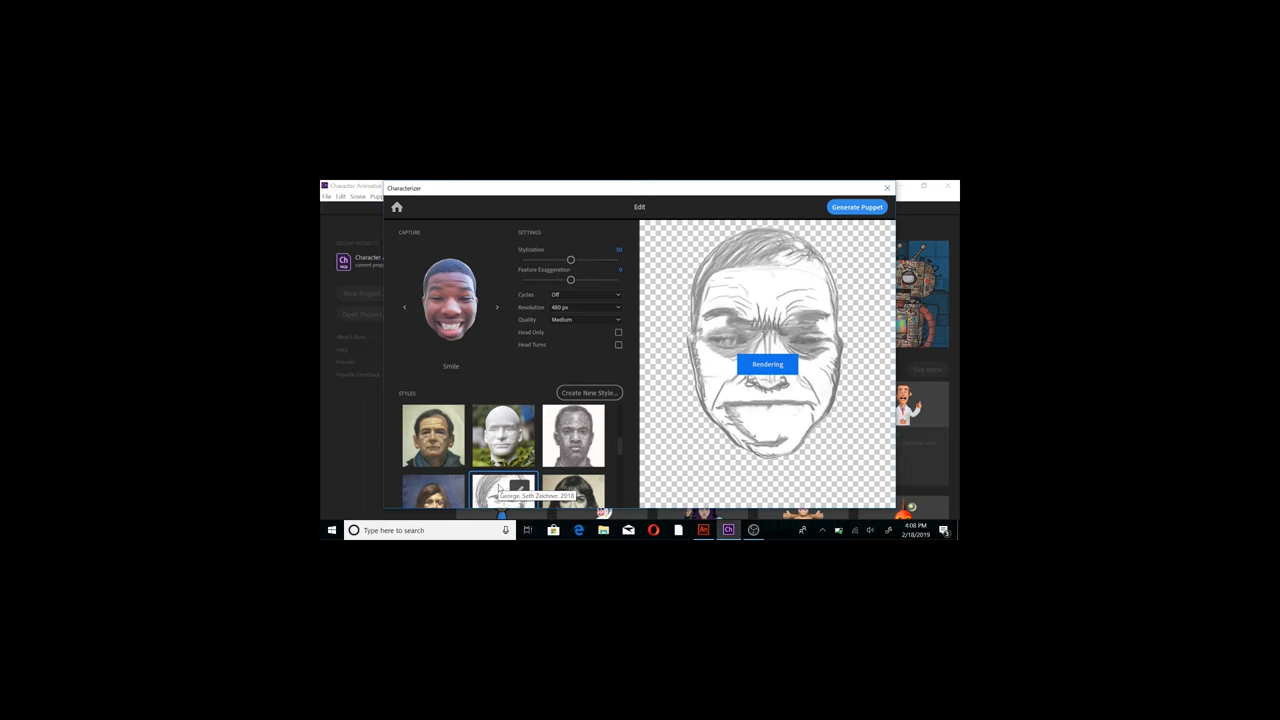 Character Animator
Characterizer
File Edit Scene
Edit
Generate Puppet
RECENT PROJECTS
New Project...
Open Project
What's New
Help
Forums
Provide Feedback
CAPTURE
Smile
SETTINGS
Stylization 50
Feature Exaggeration 0
Cycles Off
Resolution 480 px
Quality Medium
Head Only
Head Turns
STYLES
Create New Style...
George, Seth Zeichner, 2018
Rendering
See More
Type here to search
An
Ch
4:08 PM
2/18/2019